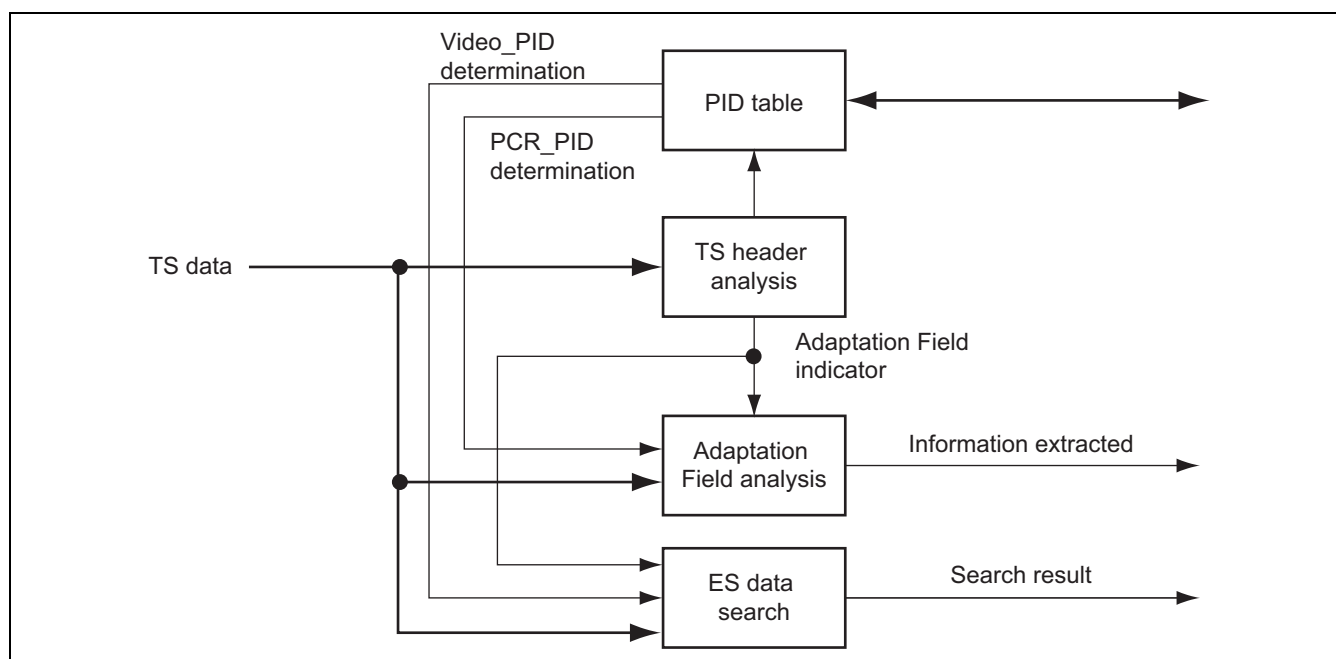 Video_PID
determination
PID table
PCR_PID
determination
TS data
TS header
analysis
Adaptation Field
indicator
Adaptation
Field analysis
Information extracted
ES data
search
Search result